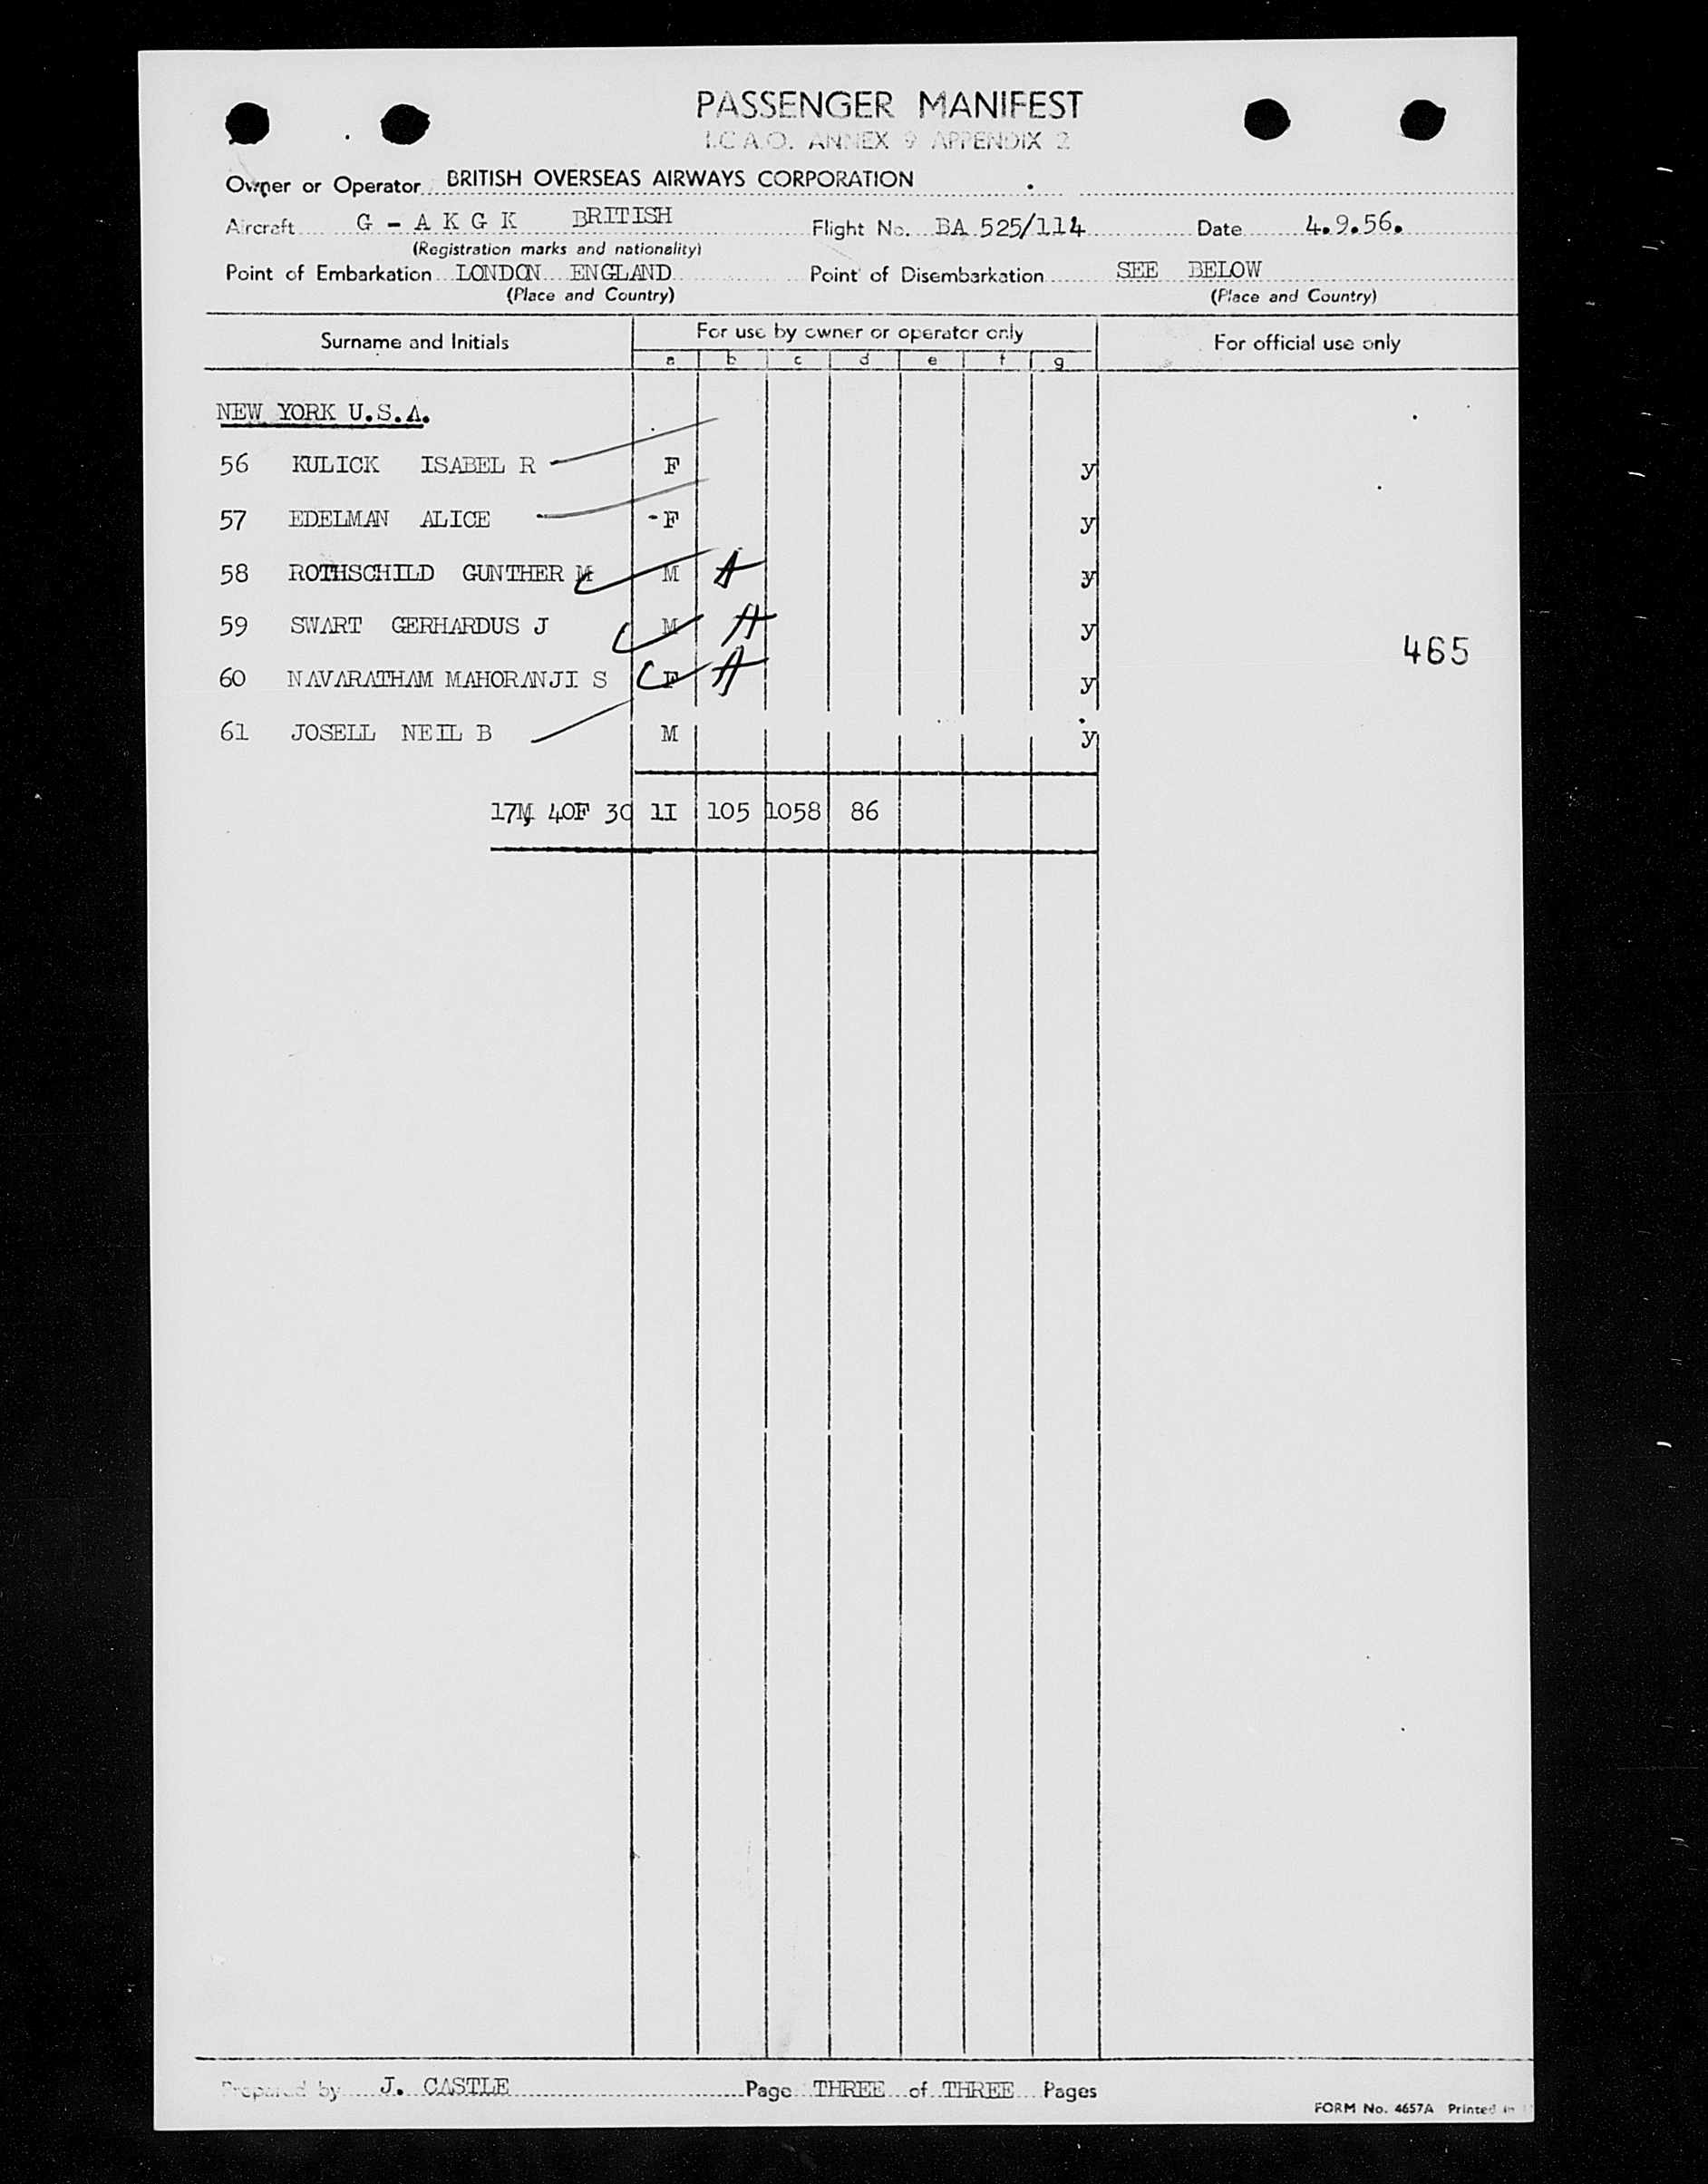 PASSENGER MANIFEST
I.C.A.O. ANNEX 9 APPENDIX 2
Owner or Operator BRITISH OVERSEAS AIRWAYS CORPORATION
Aircraft G - A K G K BRITISH Flight No. BA 525/114 Date 4.9.56.
(Registration marks and nationality)
Point of Embarkation LONDON ENGLAND Point of Disembarkation SEE BELOW
(Place and Country) (Place and Country)
Surname and Initials For use by owner or operator only For official use only
a b c d e f g
NEW YORK U.S.A.
56 KULICK ISABEL R F y
57 EDELMAN ALICE -F y
58 ROTHSCHILD GUNTHER M M A y
59 SWART GERHARDUS J M A y
465
60 NAVARATHAM MAHORANJI S F A y
61 JOSELL NEIL B M y
17M, 40F 3C 1I 105 1058 86
Prepared by J. CASTLE Page THREE of THREE Pages
FORM No. 4657A Printed in